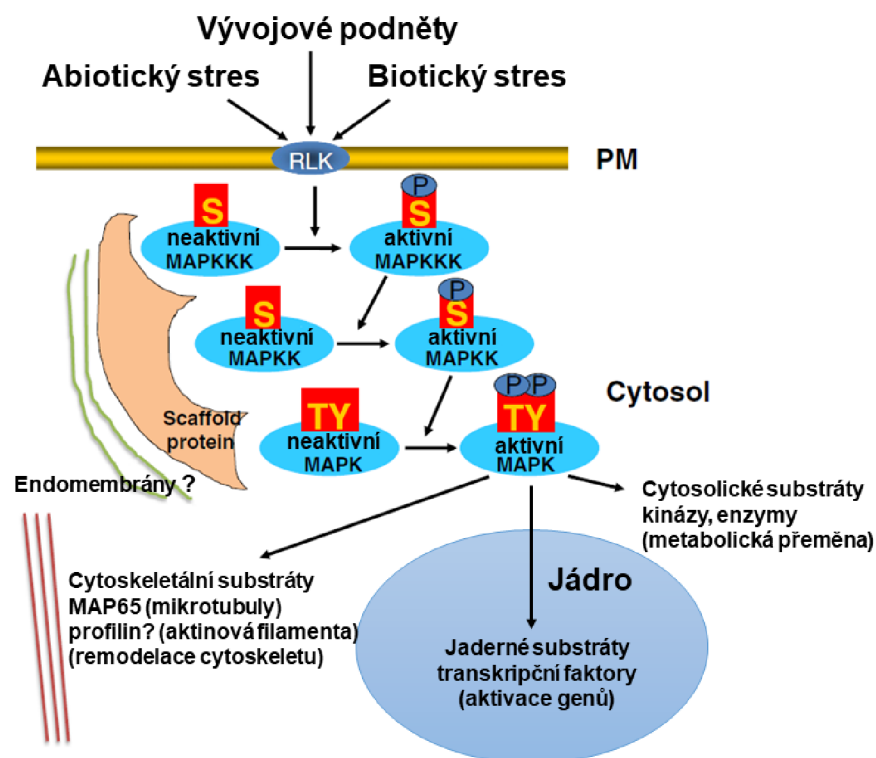 Vývojové podněty
Abiotický stres
Biotický stres
RLK
PM
S
neaktivní
MAPKKK
P
S
aktivní
MAPKKK
S
neaktivní
MAPKK
P
S
aktivní
MAPKK
Cytosol
Scaffold
protein
TY
neaktivní
MAPK
P P
TY
aktivní
MAPK
Endomembrány ?
Cytosolické substráty
kinázy, enzymy
(metabolická přeměna)
Cytoskeletální substráty
MAP65 (mikrotubuly)
profilin? (aktinová filamenta)
(remodelace cytoskeletu)
Jádro
Jaderné substráty
transkripční faktory
(aktivace genů)